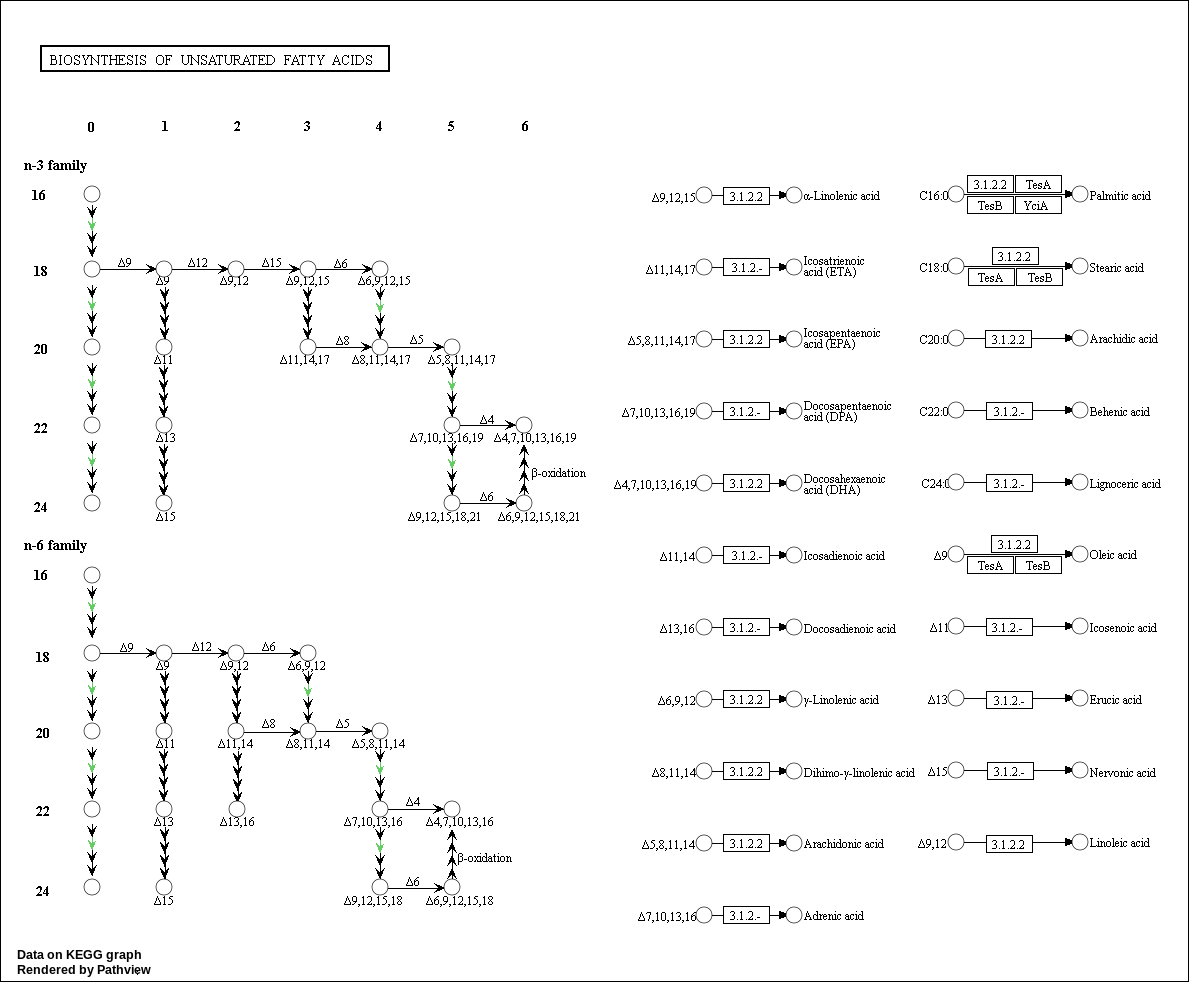 BIOSYNTHESIS OF UNSATURATED FATTY ACIDS
0 1 2 3 4 5 6
n-3 family
16
18
Δ9 Δ12 Δ15 Δ6
Δ9 Δ9,12 Δ9,12,15 Δ6,9,12,15
20
Δ8 Δ5
Δ11 Δ11,14,17 Δ8,11,14,17 Δ5,8,11,14,17
22
Δ4
Δ13 Δ7,10,13,16,19 Δ4,7,10,13,16,19
β-oxidation
24
Δ6
Δ15 Δ9,12,15,18,21 Δ6,9,12,15,18,21
n-6 family
16
18
Δ9 Δ12 Δ6
Δ9 Δ9,12 Δ6,9,12
20
Δ8 Δ5
Δ11 Δ11,14 Δ8,11,14 Δ5,8,11,14
22
Δ4
Δ13 Δ13,16 Δ7,10,13,16 Δ4,7,10,13,16
β-oxidation
24
Δ6
Δ15 Δ9,12,15,18 Δ6,9,12,15,18
Δ9,12,15 3.1.2.2 α-Linolenic acid
Δ11,14,17 3.1.2.- Icosatrienoic
acid (ETA)
Δ5,8,11,14,17 3.1.2.2 Icosapentaenoic
acid (EPA)
Δ7,10,13,16,19 3.1.2.- Docosapentaenoic
acid (DPA)
Δ4,7,10,13,16,19 3.1.2.2 Docosahexaenoic
acid (DHA)
Δ11,14 3.1.2.- Icosadienoic acid
Δ13,16 3.1.2.- Docosadienoic acid
Δ6,9,12 3.1.2.2 γ-Linolenic acid
Δ8,11,14 3.1.2.2 Dihimo-γ-linolenic acid
Δ5,8,11,14 3.1.2.2 Arachidonic acid
Δ7,10,13,16 3.1.2.- Adrenic acid
3.1.2.2 TesA
C16:0 Palmitic acid
TesB YciA
3.1.2.2
C18:0 Stearic acid
TesA TesB
C20:0 3.1.2.2 Arachidic acid
C22:0 3.1.2.- Behenic acid
C24:0 3.1.2.- Lignoceric acid
3.1.2.2
Δ9 Oleic acid
TesA TesB
Δ11 3.1.2.- Icosenoic acid
Δ13 3.1.2.- Erucic acid
Δ15 3.1.2.- Nervonic acid
Δ9,12 3.1.2.2 Linoleic acid
Data on KEGG graph
Rendered by Pathview